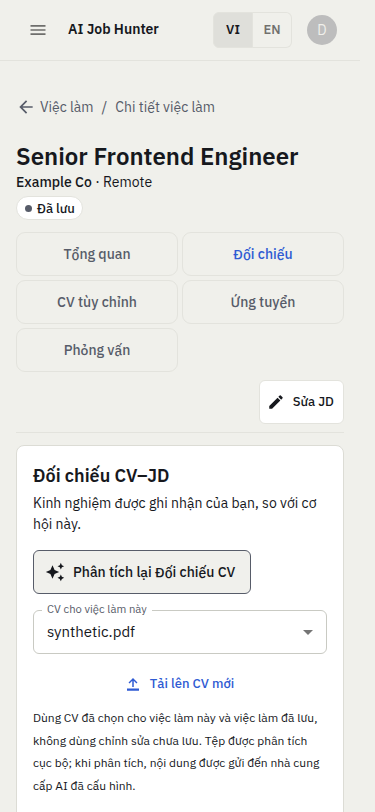 AI Job Hunter
VI EN
D
Việc làm / Chi tiết việc làm
Senior Frontend Engineer
Example Co · Remote
Đã lưu
Tổng quan
Đối chiếu
CV tùy chỉnh
Ứng tuyển
Phỏng vấn
Sửa JD
Đối chiếu CV–JD
Kinh nghiệm được ghi nhận của bạn, so với cơ
hội này.
Phân tích lại Đối chiếu CV
CV cho việc làm này
synthetic.pdf
Tải lên CV mới
Dùng CV đã chọn cho việc làm này và việc làm đã lưu,
không dùng chỉnh sửa chưa lưu. Tệp được phân tích
cục bộ; khi phân tích, nội dung được gửi đến nhà cung
cấp AI đã cấu hình.